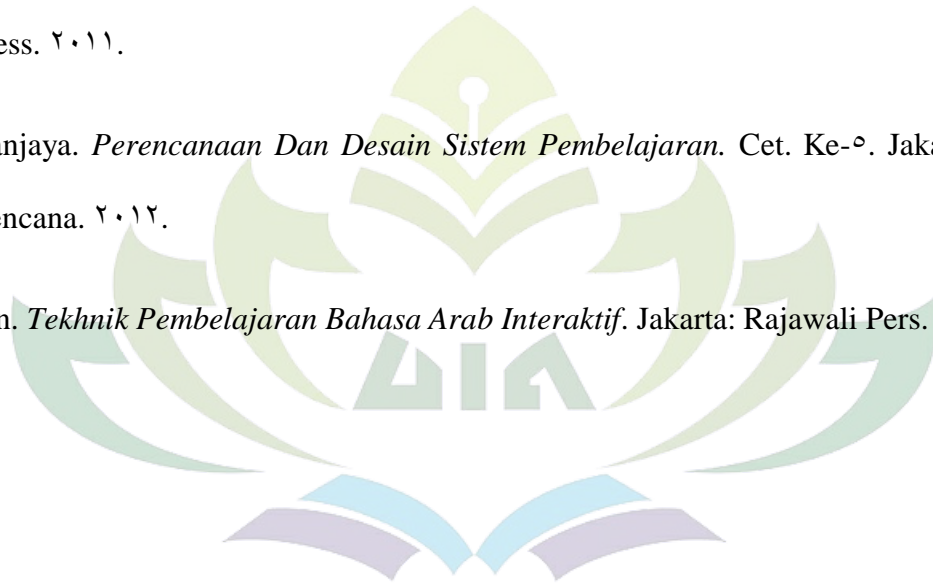 ess. ٢٠١١.
anjaya. Perencanaan Dan Desain Sistem Pembelajaran. Cet. Ke-٥. Jaka
encana. ٢٠١٢.
n. Tekhnik Pembelajaran Bahasa Arab Interaktif. Jakarta: Rajawali Pers.
UIN